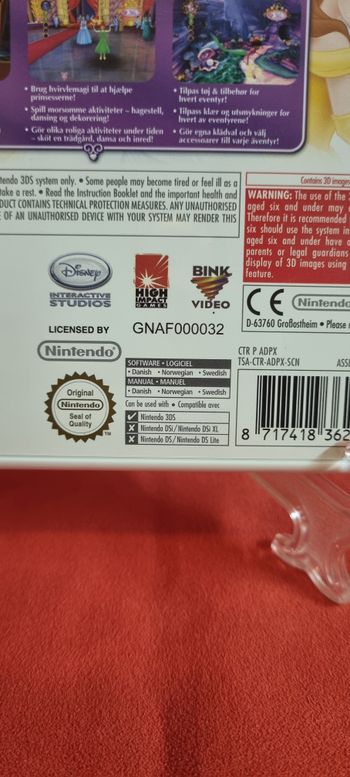 • Brug hvirvlemagi til at hjælpe
prinsesserne!
• Spill morsomme aktiviteter – hagestell,
dansing og dekorering!
• Gör olika roliga aktiviteter under tiden
– sköt en trädgård, dansa och inred!
• Tilpas tøj & tilbehør for
hvert eventyr!
• Tilpass klær og utsmykninger for
hver av eventyrene!
• Gör egna klädval och välj
accessoarer till varje äventyr!
tendo 3DS system only. • Some people may become tired or feel ill as a
take a rest. • Read the Instruction Booklet and the important health and
DUCT CONTAINS TECHNICAL PROTECTION MEASURES. ANY UNAUTHORISED
E OF AN UNAUTHORISED DEVICE WITH YOUR SYSTEM MAY RENDER THIS
Contains 3D images
WARNING: The use of the
aged six and under may
Therefore it is recommended
six should use the system in
aged six and under have a
parents or legal guardians
display of 3D images using
feature.
Disney
INTERACTIVE
STUDIOS
HIGH
IMPACT
GAMES
BINK
VIDEO
CE
Nintendo
D-63760 Großostheim • Please
LICENSED BY
GNAF000032
Nintendo
Original
Nintendo
Seal of
Quality
TM
SOFTWARE • LOGICIEL
• Danish • Norwegian • Swedish
MANUAL • MANUEL
• Danish • Norwegian • Swedish
Can be used with • Compatible avec
✓ Nintendo 3DS
✗ Nintendo DSi/Nintendo DSi XL
✗ Nintendo DS/Nintendo DS Lite
CTR P ADPX
TSA-CTR-ADPX-SCN
ASSE
8 717418 362